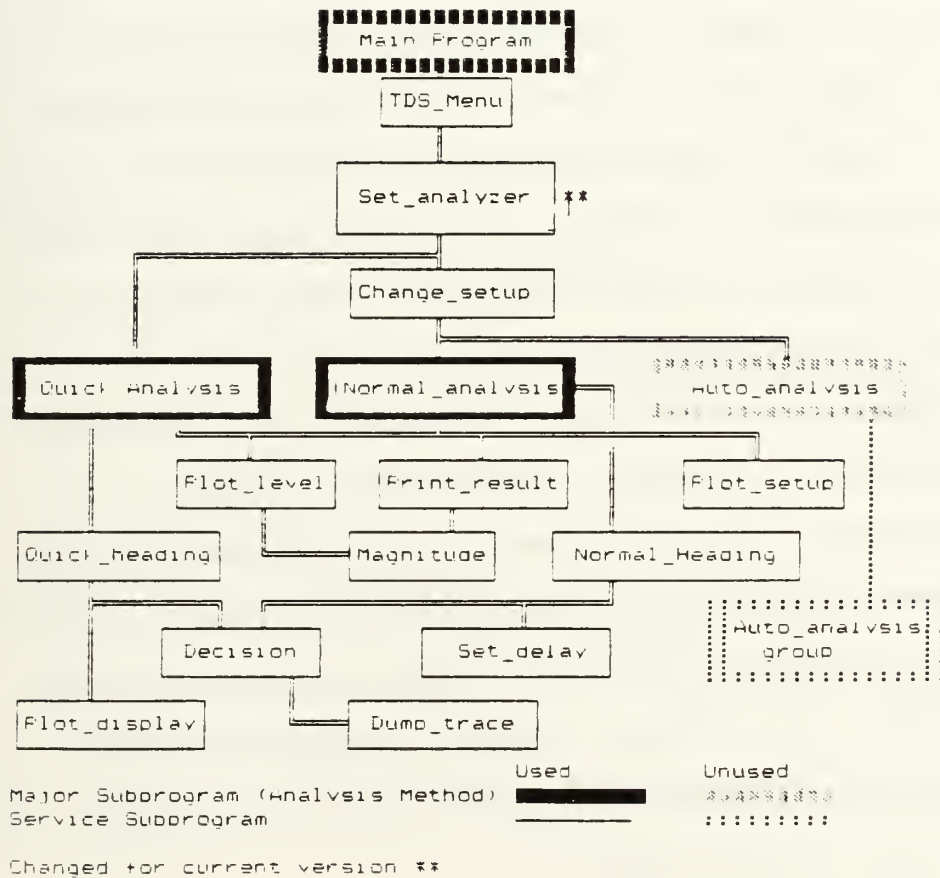 Main Program
TDS_Menu
Set_analyzer **
Change_setup
Quick Analysis
(Normal_analysis
Auto_analysis
Plot_level
Print_result
Plot_setup
Quick_heading
Magnitude
Normal_Heading
Auto_analysis
group
Decision
Set_delay
Plot_display
Dump_trace
Used Unused
Major Subprogram (Analysis Method)
Service Subprogram
Changed for current version **